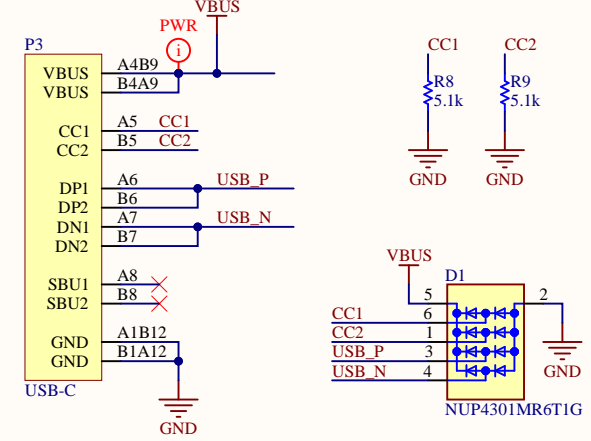 VBUS
PWR
i
P3
VBUS A4B9
VBUS B4A9
CC1 A5 CC1
CC2 B5 CC2
DP1 A6 USB_P
DP2 B6
DN1 A7 USB_N
DN2 B7
SBU1 A8
SBU2 B8
GND A1B12
GND B1A12
USB-C
GND
CC1 CC2
R8 R9
5.1k 5.1k
GND GND
VBUS
D1
5 2
CC1 6
CC2 1
USB_P 3
USB_N 4
GND
NUP4301MR6T1G